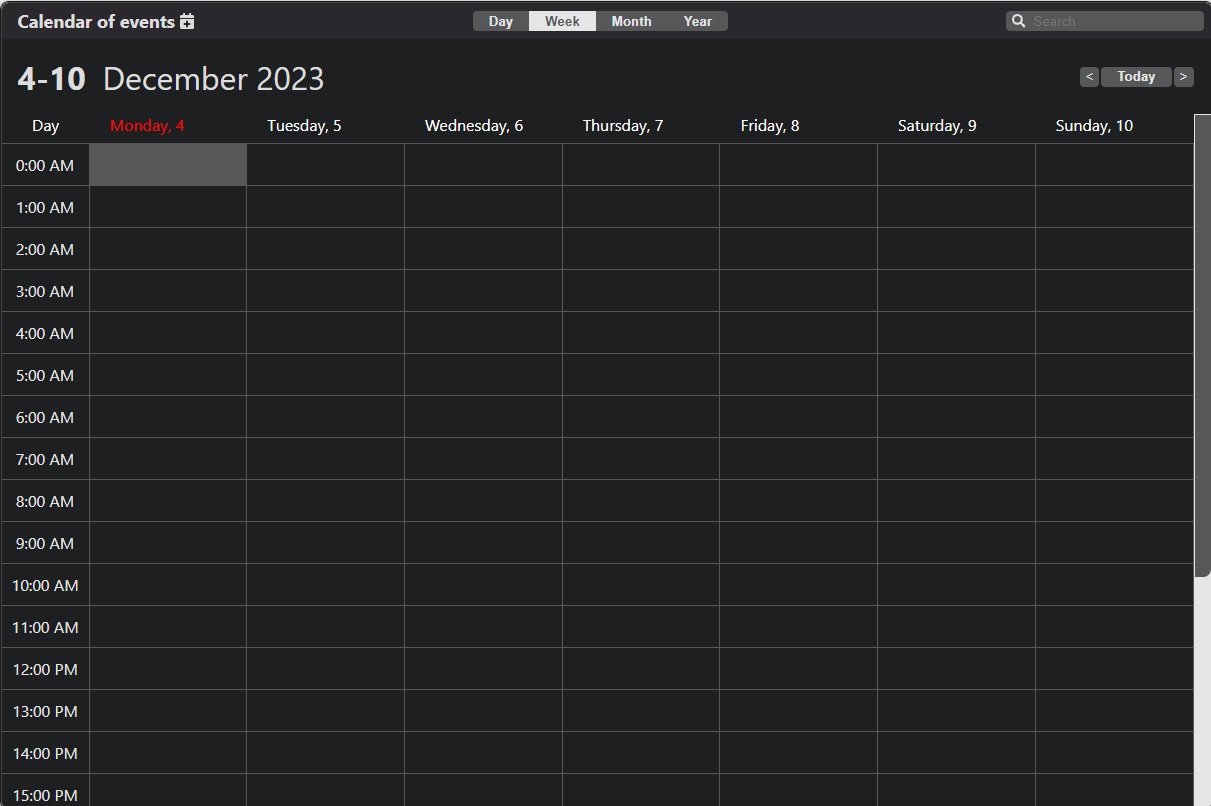 Calendar of events
Day Week Month Year
Search
4-10 December 2023
< Today >
Day Monday, 4 Tuesday, 5 Wednesday, 6 Thursday, 7 Friday, 8 Saturday, 9 Sunday, 10
0:00 AM
1:00 AM
2:00 AM
3:00 AM
4:00 AM
5:00 AM
6:00 AM
7:00 AM
8:00 AM
9:00 AM
10:00 AM
11:00 AM
12:00 PM
13:00 PM
14:00 PM
15:00 PM